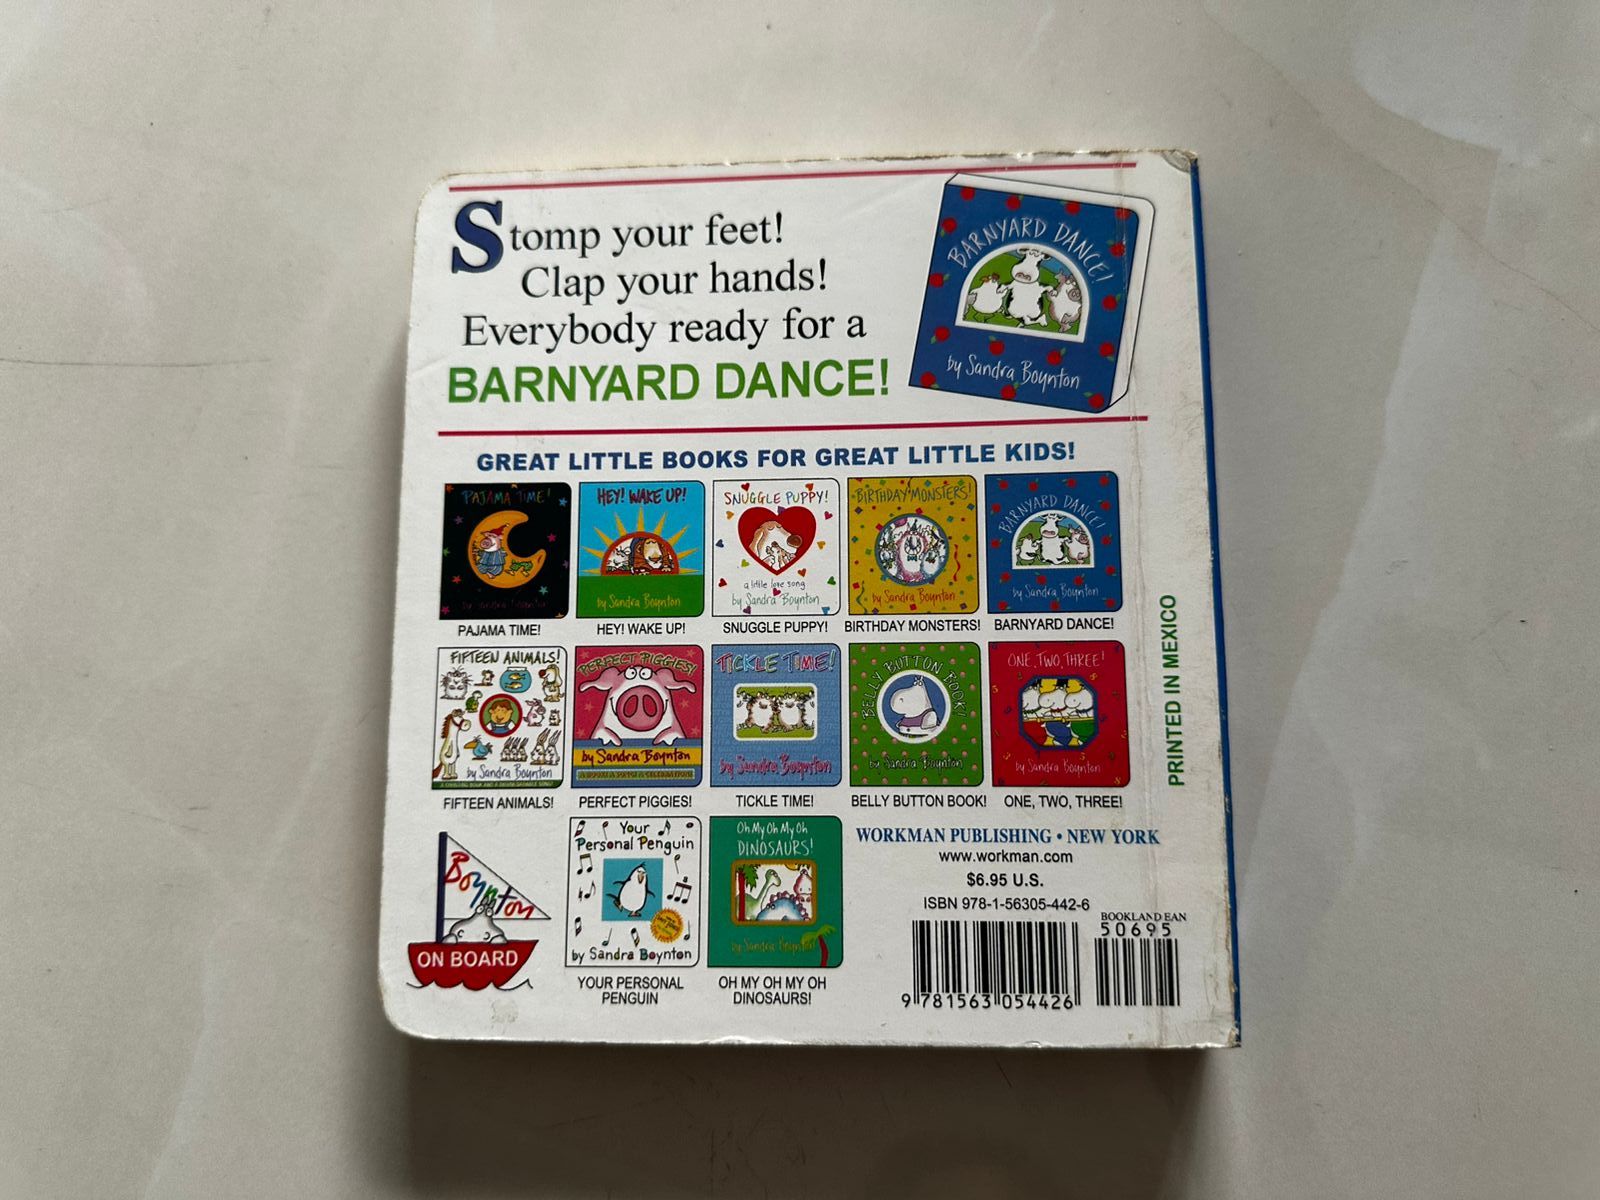 Stomp your feet!
Clap your hands!
Everybody ready for a
BARNYARD DANCE!
BARNYARD DANCE!
by Sandra Boynton
GREAT LITTLE BOOKS FOR GREAT LITTLE KIDS!
PAJAMA TIME!
by Sandra Boynton
PAJAMA TIME!
HEY! WAKE UP!
by Sandra Boynton
HEY! WAKE UP!
SNUGGLE PUPPY!
a little love song
by Sandra Boynton
SNUGGLE PUPPY!
BIRTHDAY MONSTERS!
by Sandra Boynton
BIRTHDAY MONSTERS!
BARNYARD DANCE!
by Sandra Boynton
BARNYARD DANCE!
FIFTEEN ANIMALS!
by Sandra Boynton
FIFTEEN ANIMALS!
PERFECT PIGGIES!
by Sandra Boynton
PERFECT PIGGIES!
TICKLE TIME!
by Sandra Boynton
TICKLE TIME!
BELLY BUTTON BOOK!
by Sandra Boynton
BELLY BUTTON BOOK!
ONE, TWO, THREE!
by Sandra Boynton
ONE, TWO, THREE!
PRINTED IN MEXICO
Boynton
ON BOARD
Your
Personal Penguin
by Sandra Boynton
YOUR PERSONAL
PENGUIN
Oh My Oh My Oh
DINOSAURS!
by Sandra Boynton
OH MY OH MY OH
DINOSAURS!
WORKMAN PUBLISHING • NEW YORK
www.workman.com
$6.95 U.S.
ISBN 978-1-56305-442-6
BOOKLAND EAN
50695
9 781563 054426